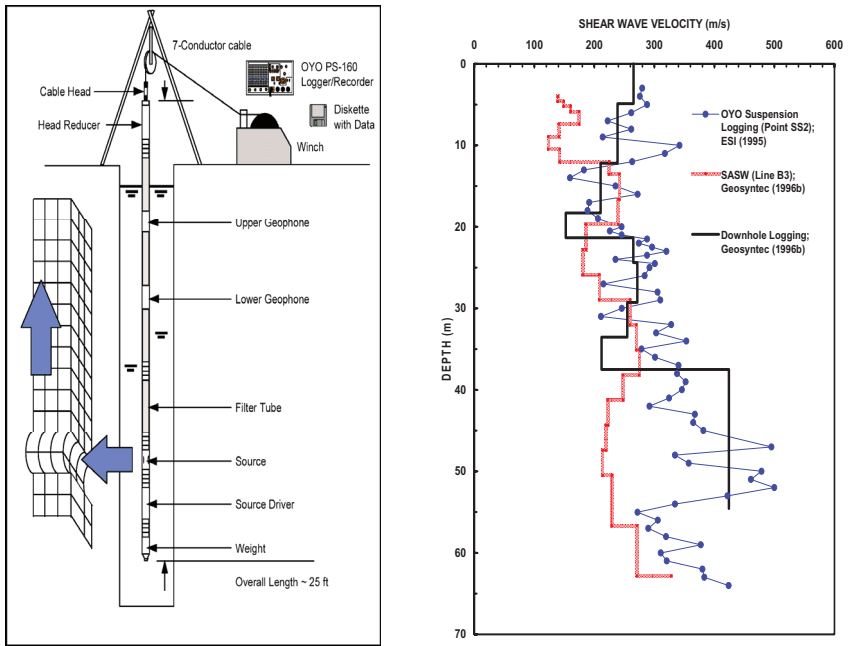 7-Conductor cable
OYO PS-160
Logger/Recorder
Cable Head
Diskette
with Data
Head Reducer
Winch
Upper Geophone
Lower Geophone
Filter Tube
Source
Source Driver
Weight
Overall Length ~ 25 ft
SHEAR WAVE VELOCITY (m/s)
0 100 200 300 400 500 600
0
10
20
30
40
50
60
70
DEPTH (m)
OYO Suspension
Logging (Point SS2);
ESI (1995)
SASW (Line B3);
Geosyntec (1996b)
Downhole Logging;
Geosyntec (1996b)